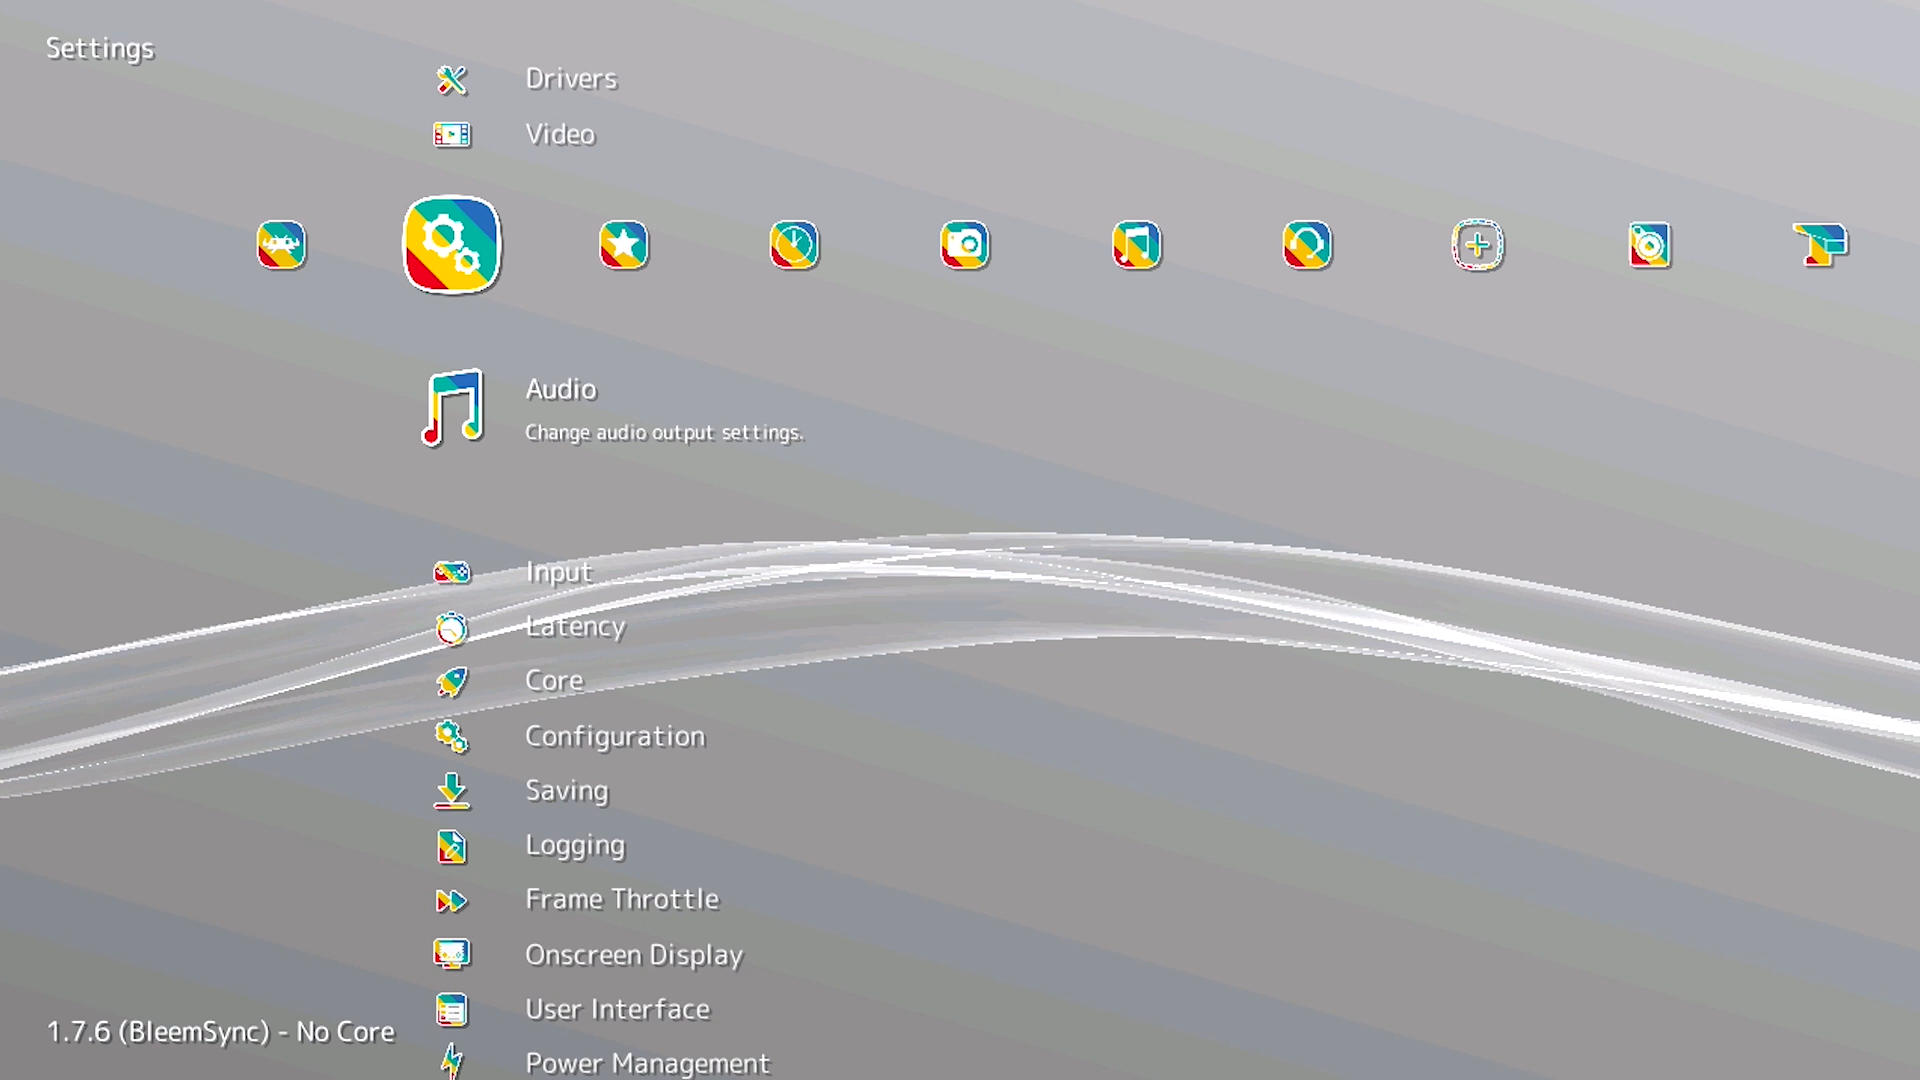 Settings
Drivers
Video
Audio
Change audio output settings.
Input
Latency
Core
Configuration
Saving
Logging
Frame Throttle
Onscreen Display
User Interface
1.7.6 (BleemSync) - No Core
Power Management